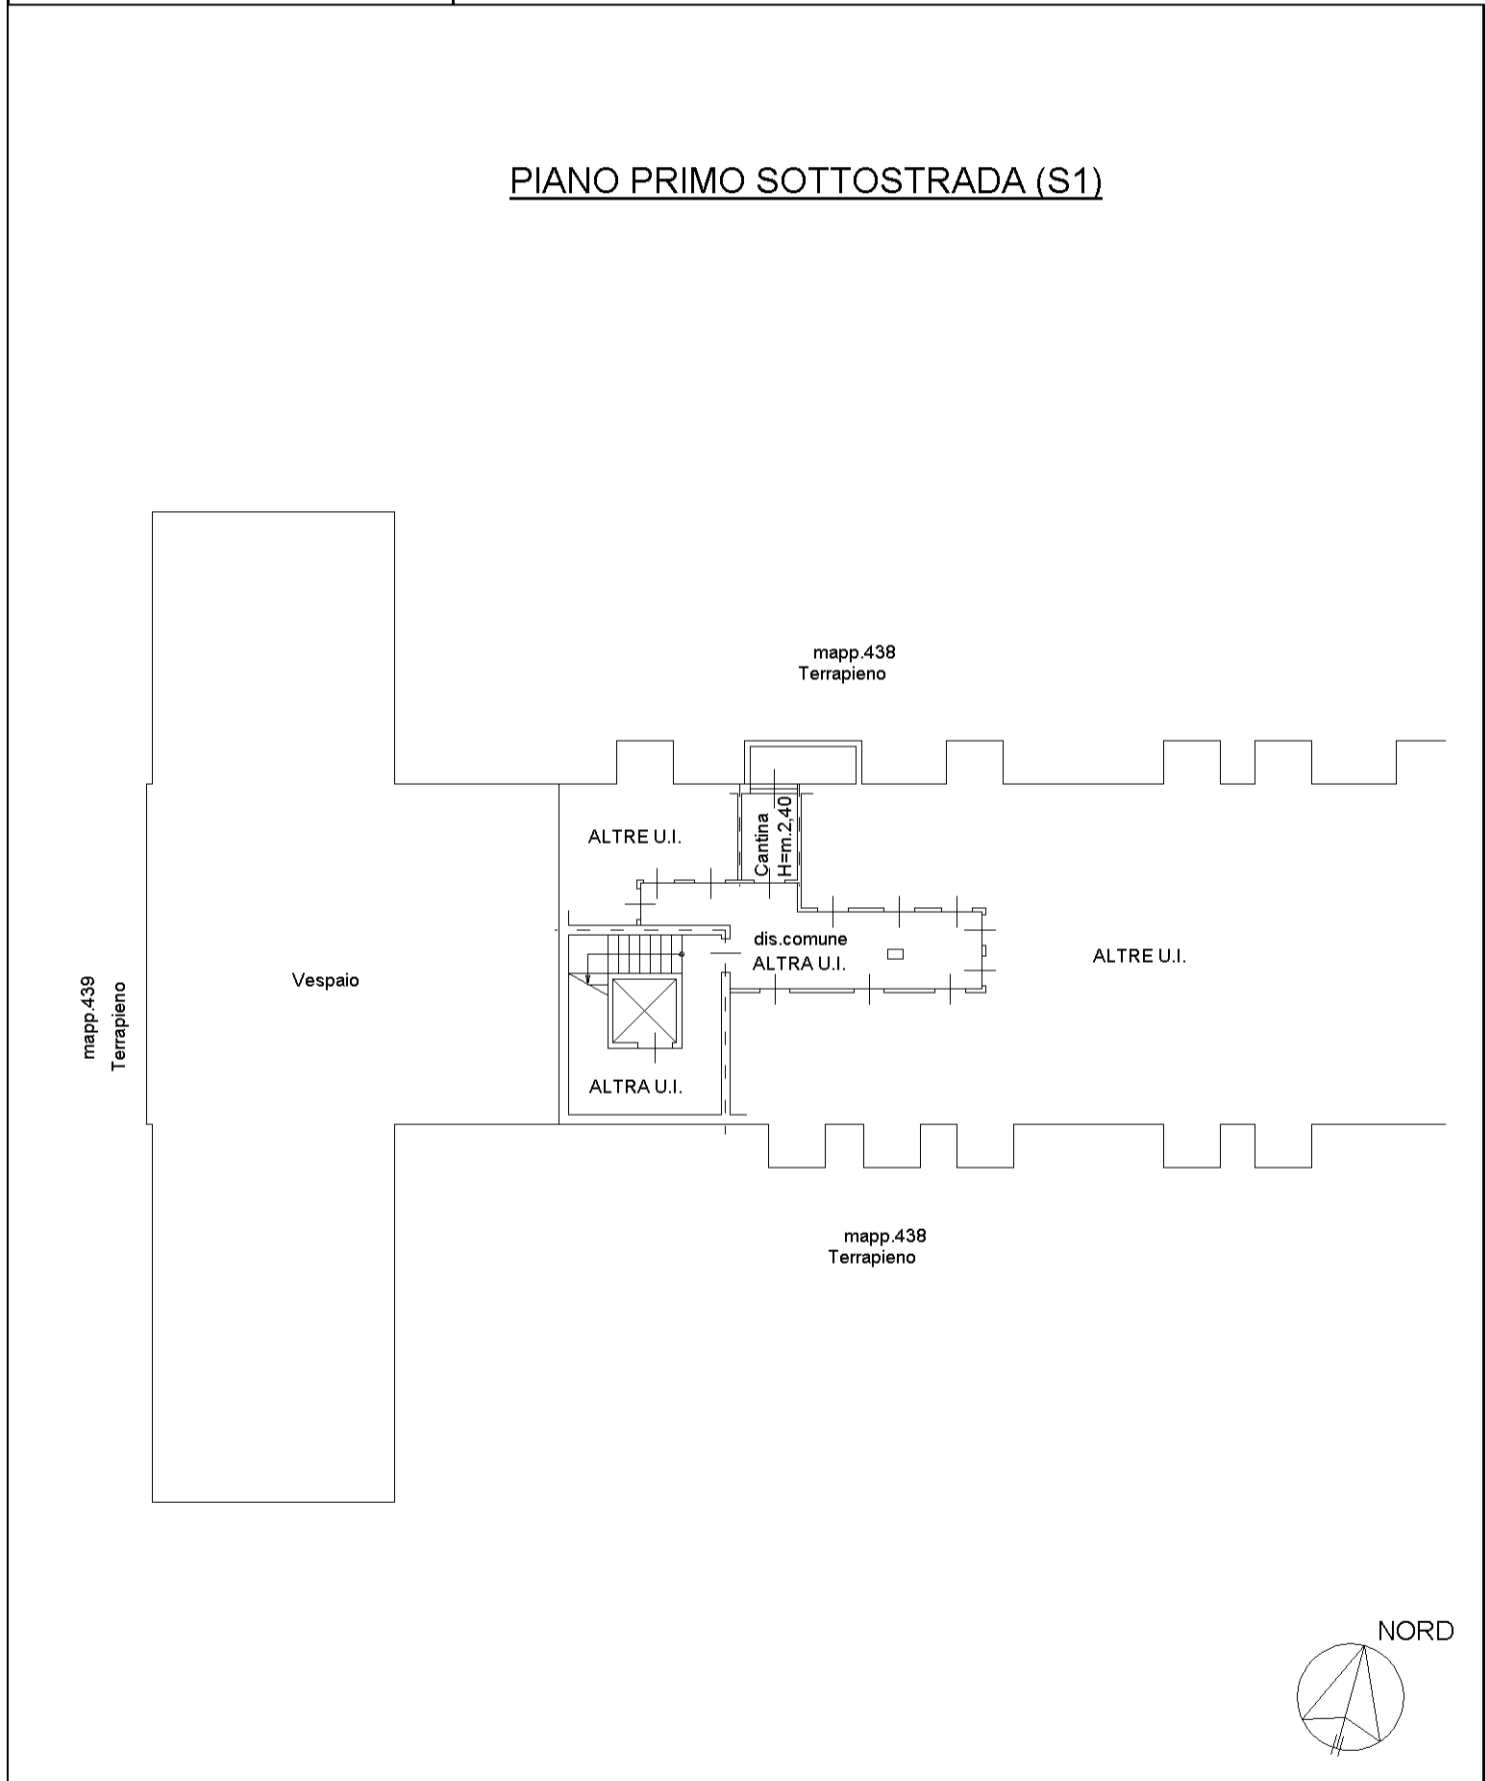 PIANO PRIMO SOTTOSTRADA (S1)
mapp.438
Terrapieno
ALTRE U.I.
Cantina
H=m.2,40
dis.comune
ALTRA U.I.
ALTRE U.I.
Vespaio
mapp.439
Terrapieno
ALTRA U.I.
mapp.438
Terrapieno
NORD